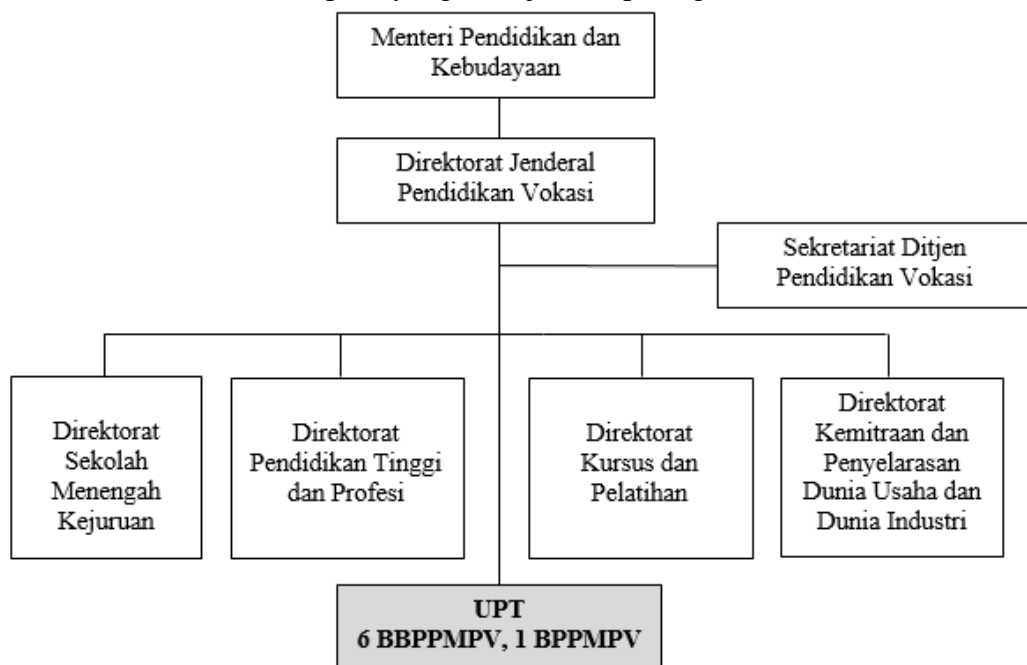 Menteri Pendidikan dan
Kebudayaan
Direktorat Jenderal
Pendidikan Vokasi
Sekretariat Ditjen
Pendidikan Vokasi
Direktorat
Sekolah
Menengah
Kejuruan
Direktorat
Pendidikan Tinggi
dan Profesi
Direktorat
Kursus dan
Pelatihan
Direktorat
Kemitraan dan
Penyelarasan
Dunia Usaha dan
Dunia Industri
UPT
6 BBPPMPV, 1 BPPMPV